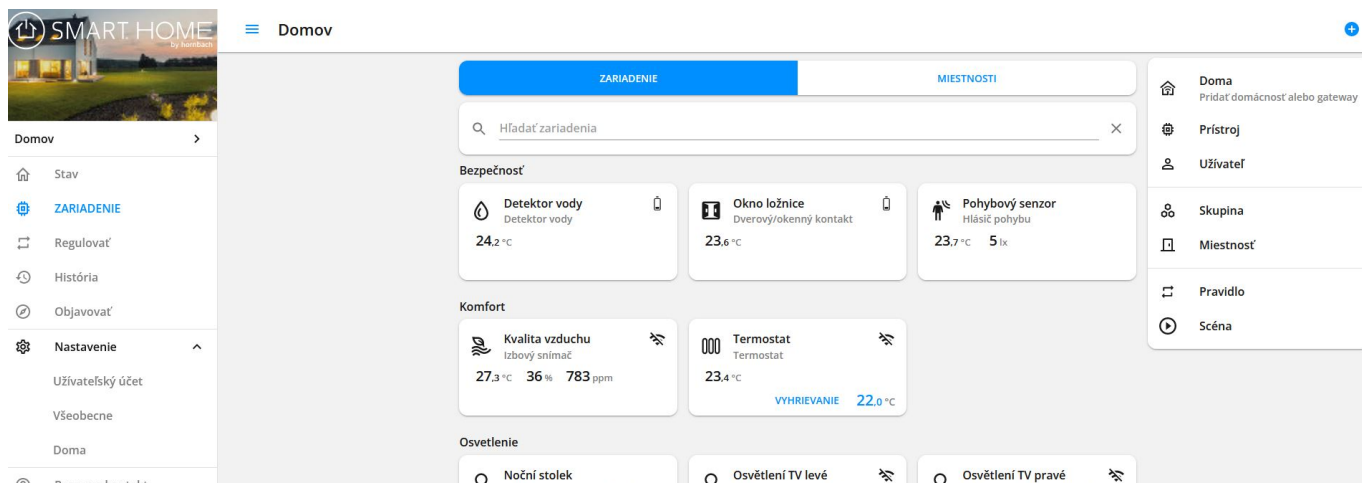 SMART HOME
by hornbach
Domov
Domov
Stav
ZARIADENIE
Regulovať
História
Objavovať
Nastavenie
Užívateľský účet
Všeobecne
Doma
ZARIADENIE
MIESTNOSTI
Hľadať zariadenia
Bezpečnosť
Detektor vody
Detektor vody
24,2 °C
Okno ložnice
Dverový/okenný kontakt
23,6 °C
Pohybový senzor
Hlásič pohybu
23,7 °C 5 lx
Komfort
Kvalita vzduchu
Izbový snímač
27,3 °C 36 % 783 ppm
Termostat
Termostat
23,4 °C
VYHRIEVANIE 22,0 °C
Osvetlenie
Noční stolek
Osvětlení TV levé
Osvětlení TV pravé
Doma
Pridať domácnosť alebo gateway
Prístroj
Užívateľ
Skupina
Miestnosť
Pravidlo
Scéna